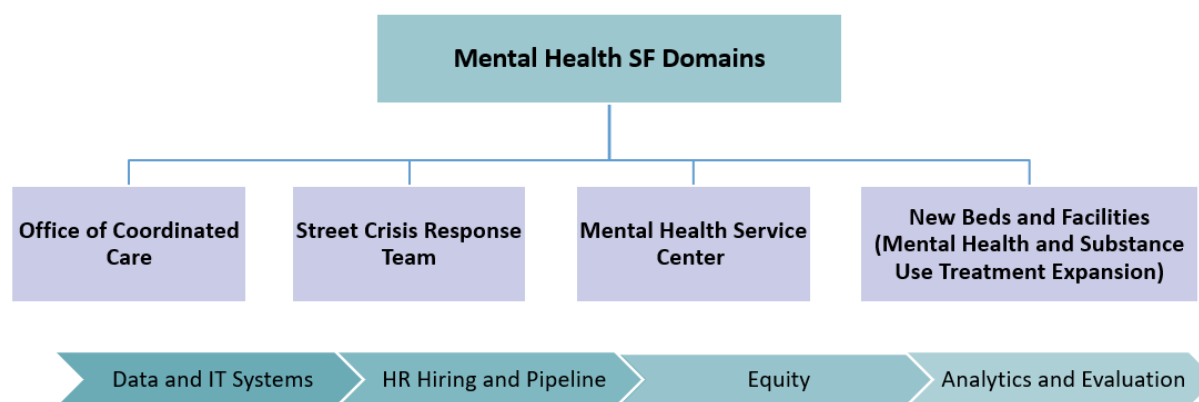 Mental Health SF Domains
Office of Coordinated
Care
Street Crisis Response
Team
Mental Health Service
Center
New Beds and Facilities
(Mental Health and Substance
Use Treatment Expansion)
Data and IT Systems
HR Hiring and Pipeline
Equity
Analytics and Evaluation